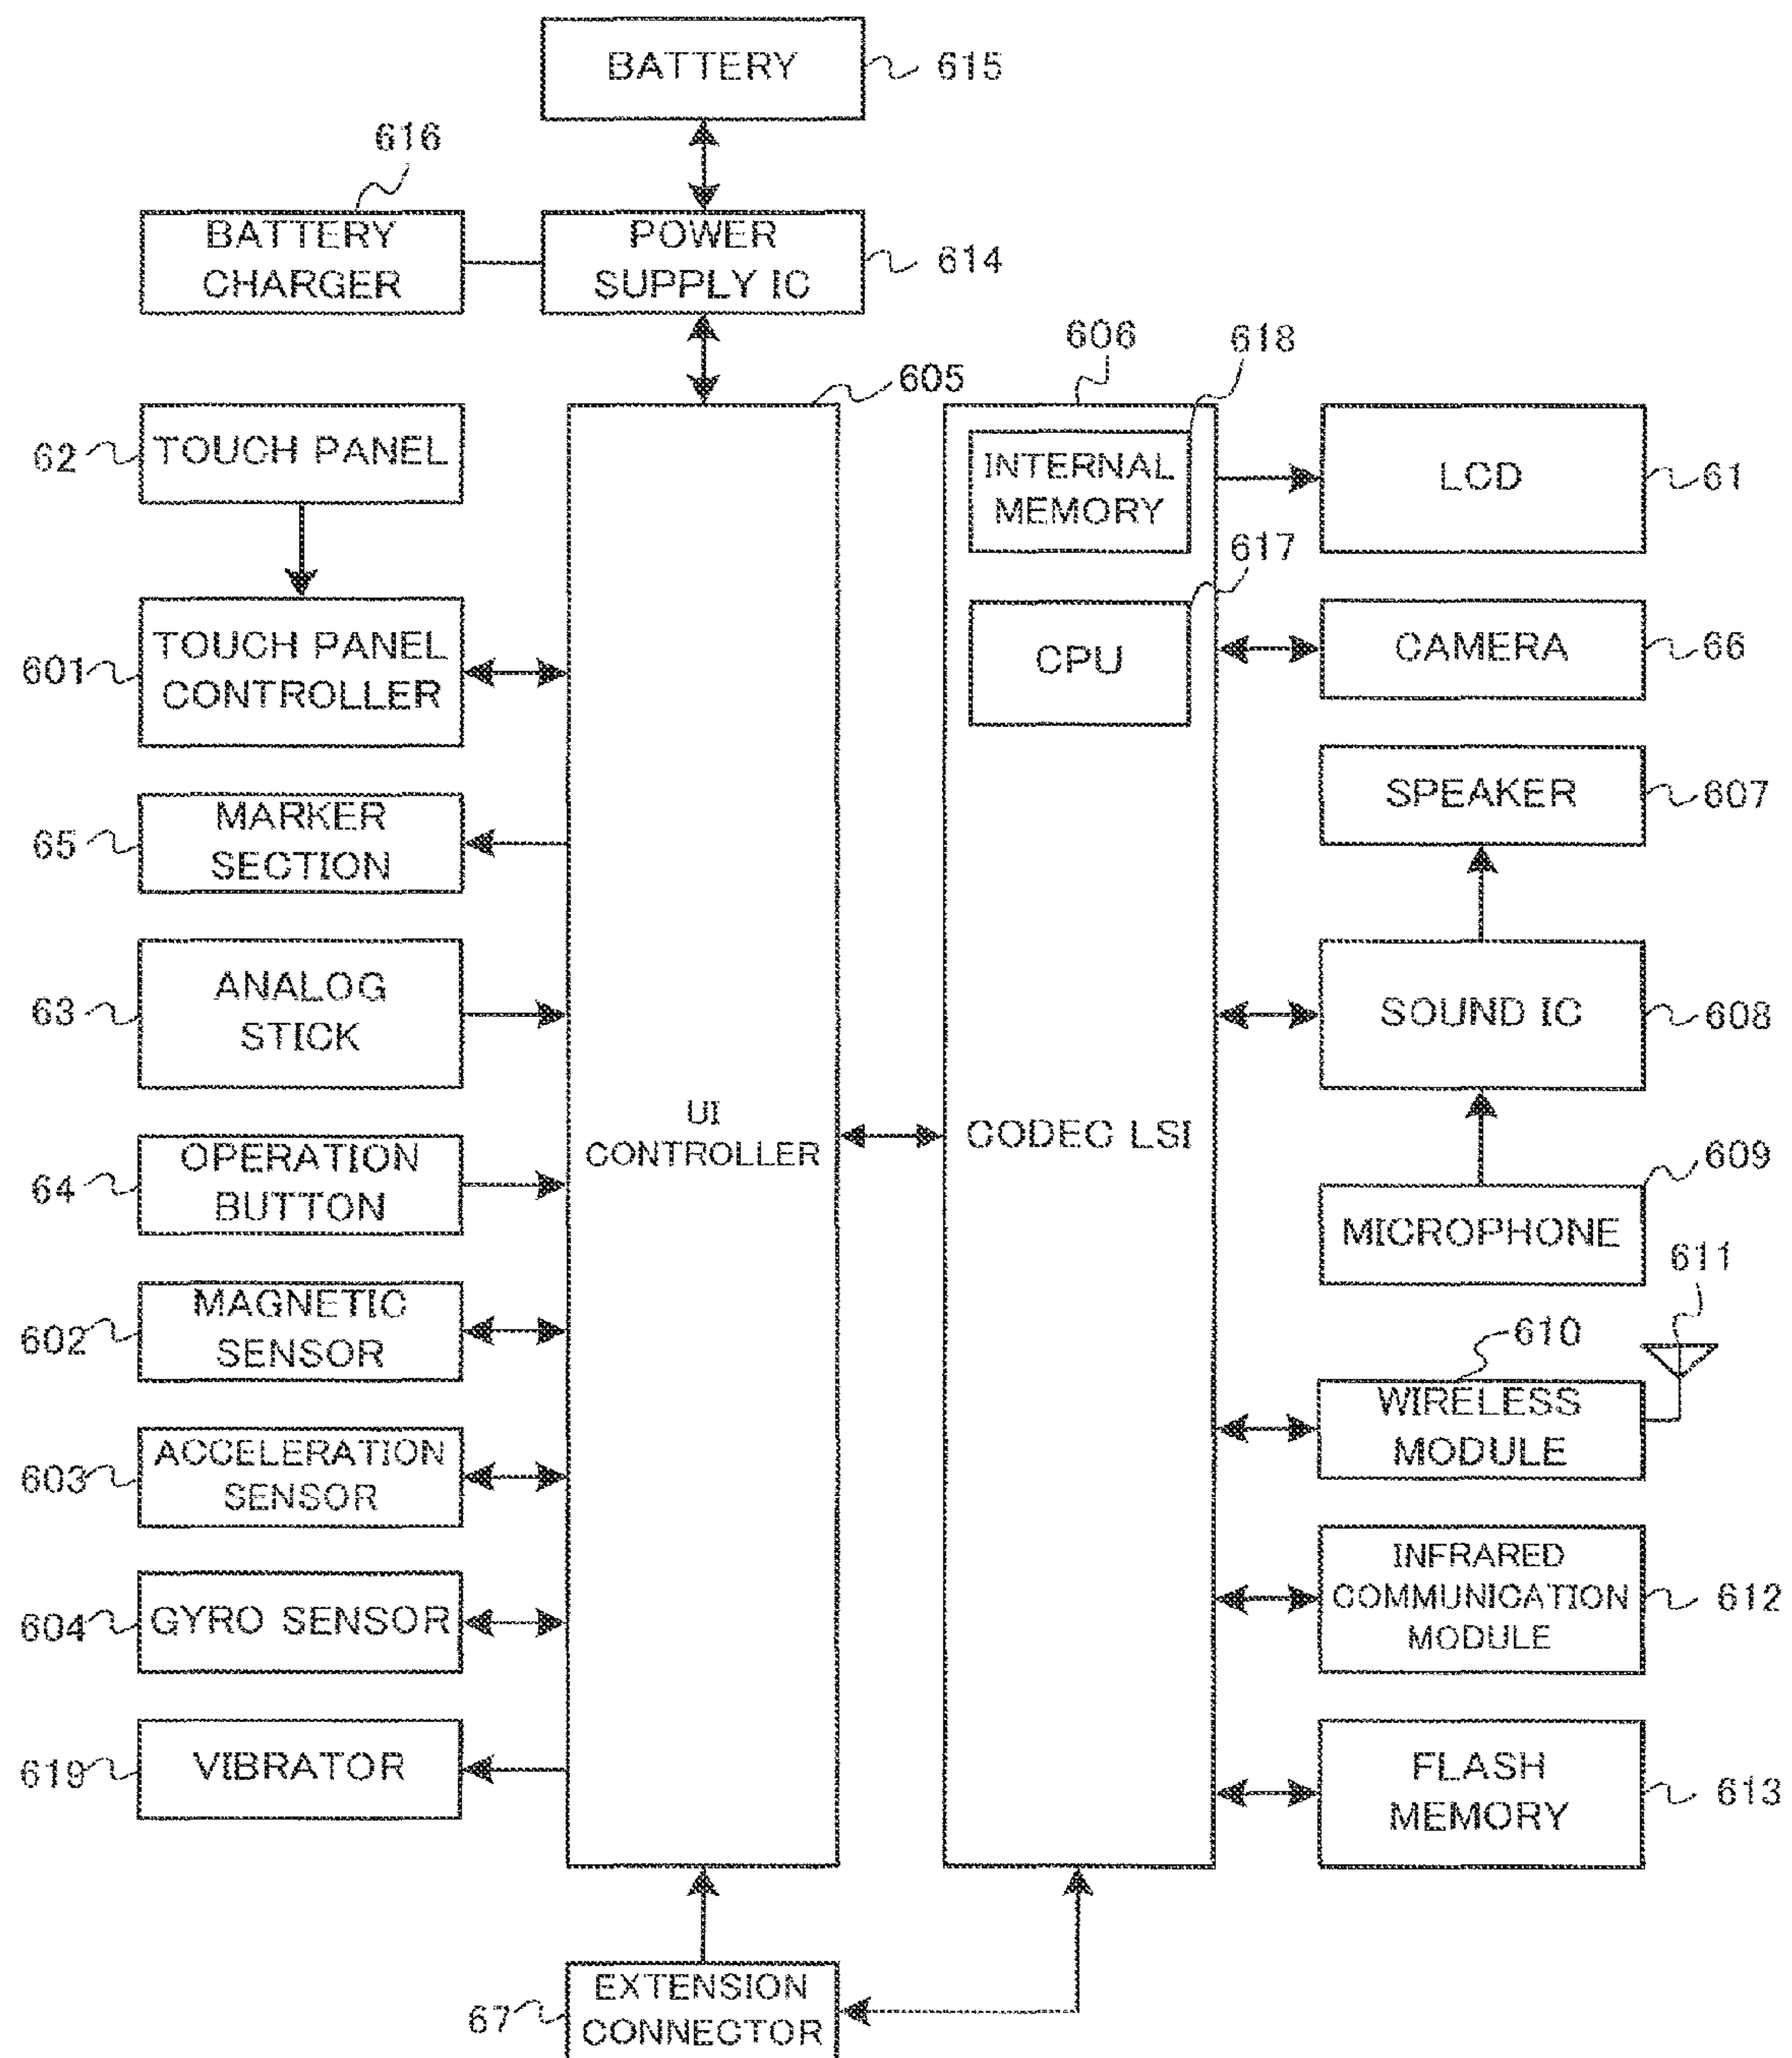 BATTERY
615
616
BATTERY
CHARGER
POWER
SUPPLY IC
614
605
606
618
62
TOUCH PANEL
INTERNAL
MEMORY
LCD
61
617
601
TOUCH PANEL
CONTROLLER
CPU
CAMERA
66
65
MARKER
SECTION
SPEAKER
607
63
ANALOG
STICK
SOUND IC
608
UI
CONTROLLER
CODEC LSI
64
OPERATION
BUTTON
609
MICROPHONE
611
602
MAGNETIC
SENSOR
610
WIRELESS
MODULE
603
ACCELERATION
SENSOR
INFRARED
COMMUNICATION
MODULE
612
604
GYRO SENSOR
619
VIBRATOR
FLASH
MEMORY
613
67
EXTENSION
CONNECTOR